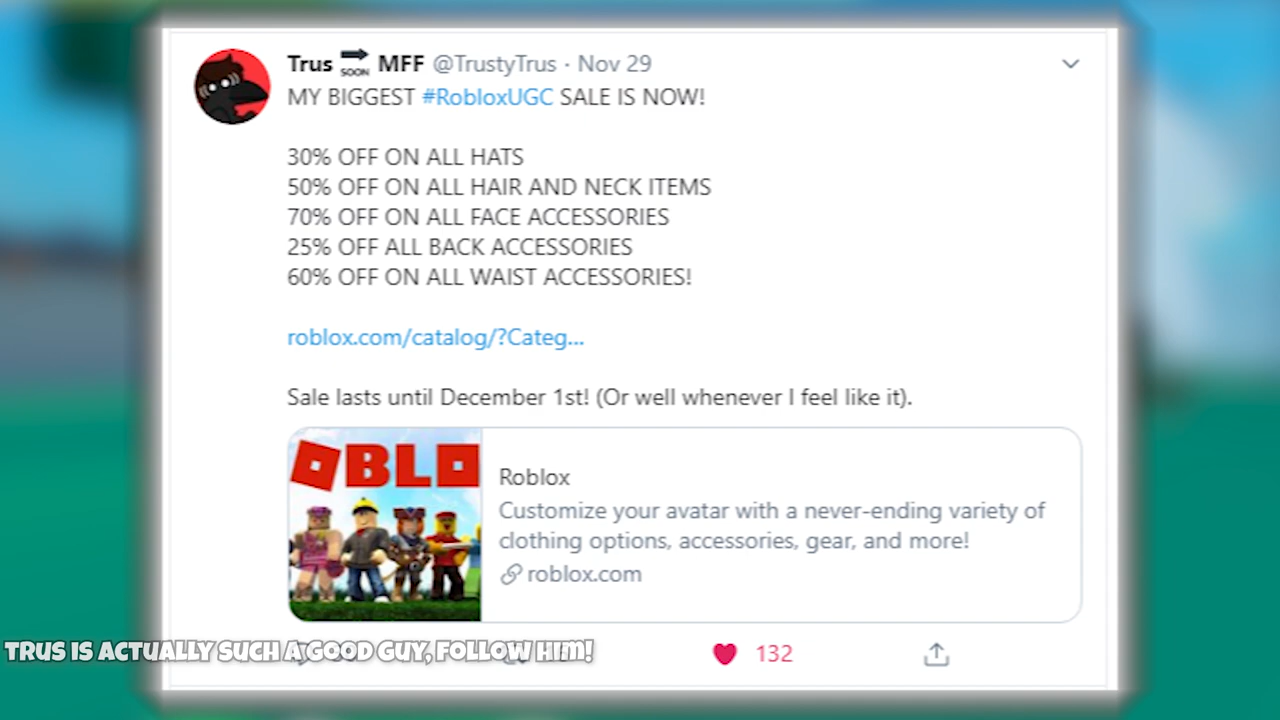 Trus SOON MFF @TrustyTrus · Nov 29
MY BIGGEST #RobloxUGC SALE IS NOW!
30% OFF ON ALL HATS
50% OFF ON ALL HAIR AND NECK ITEMS
70% OFF ON ALL FACE ACCESSORIES
25% OFF ALL BACK ACCESSORIES
60% OFF ON ALL WAIST ACCESSORIES!
roblox.com/catalog/?Categ...
Sale lasts until December 1st! (Or well whenever I feel like it).
OBLO
Roblox
Customize your avatar with a never-ending variety of
clothing options, accessories, gear, and more!
roblox.com
TRUS IS ACTUALLY SUCH A GOOD GUY, FOLLOW HIM!
132